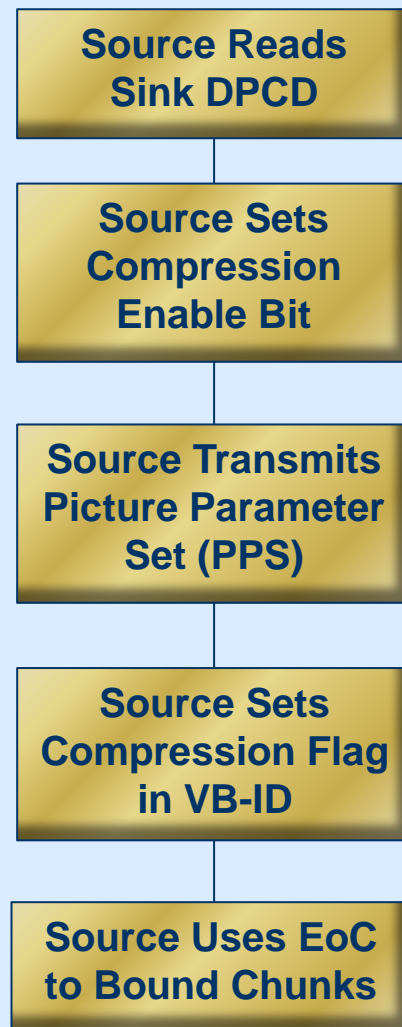 Source Reads
Sink DPCD
Source Sets
Compression
Enable Bit
Source Transmits
Picture Parameter
Set (PPS)
Source Sets
Compression Flag
in VB-ID
Source Uses EoC
to Bound Chunks